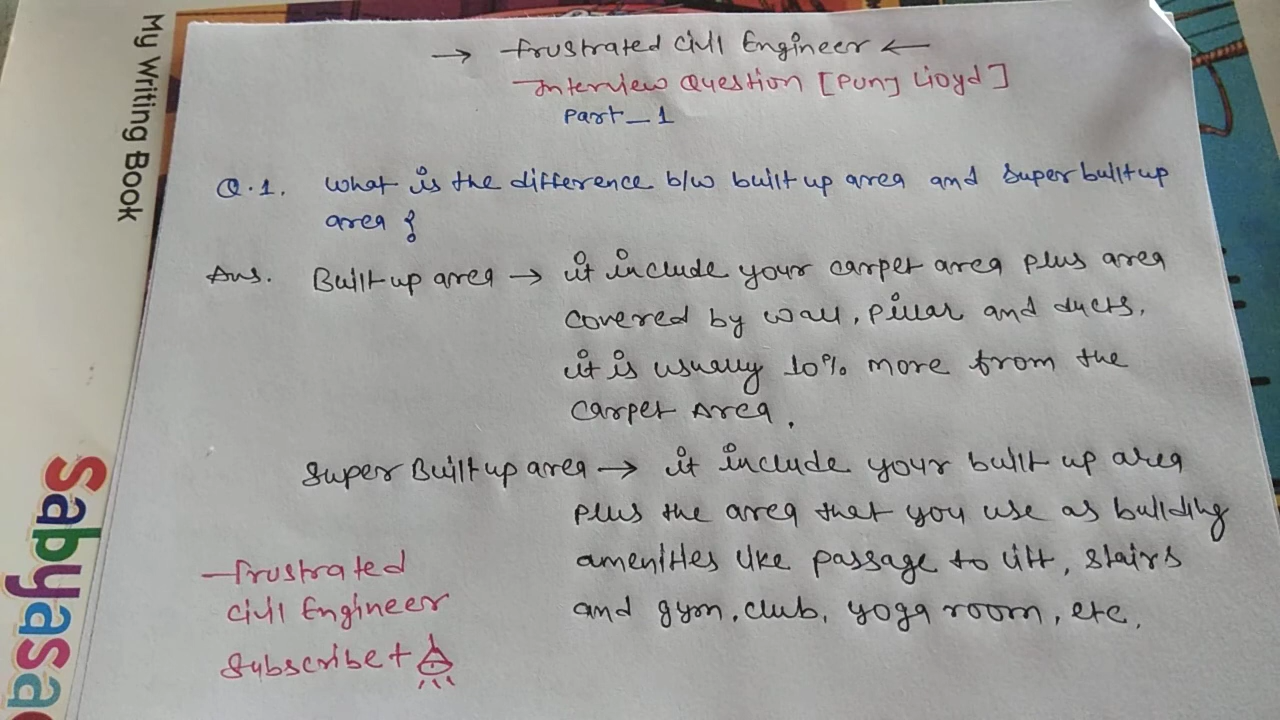 → Frustrated Civil Engineer ←
Interview Question [Punj Lioyd]
Part_1
Q.1. What is the difference b/w built up area and super builtup
area ?
Ans. Built up area → it include your carpet area plus area
covered by wall, pillar and ducts.
it is usually 10% more from the
carpet Area.
Super Built up area → it include your built up area
plus the area that you use as building
amenities like passage to lift, stairs
and gym, club, yoga room, etc.
Frustrated
Civil Engineer
Subscribe +
My Writing Book
Sabyasa